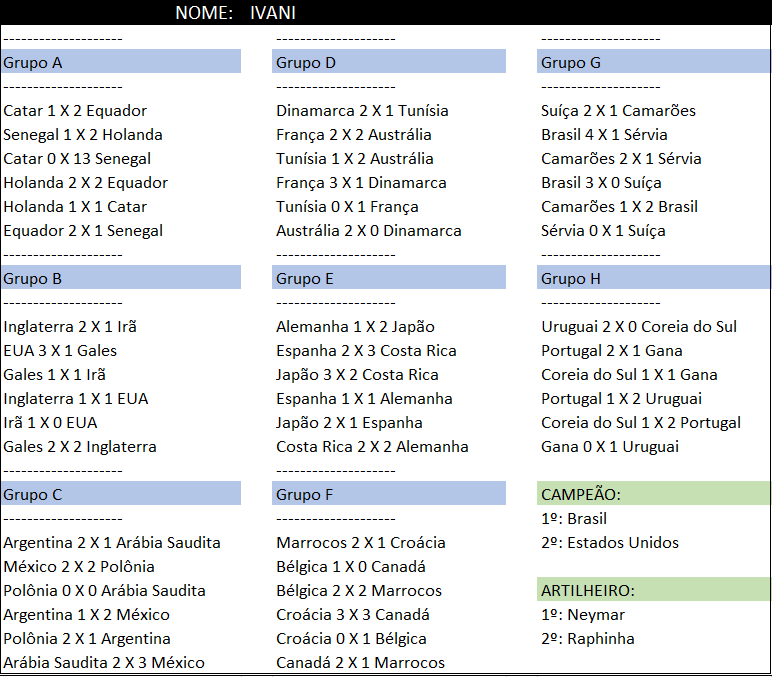 NOME: IVANI
--------------------
Grupo A
--------------------
Catar 1 X 2 Equador
Senegal 1 X 2 Holanda
Catar 0 X 13 Senegal
Holanda 2 X 2 Equador
Holanda 1 X 1 Catar
Equador 2 X 1 Senegal
--------------------
Grupo B
--------------------
Inglaterra 2 X 1 Irã
EUA 3 X 1 Gales
Gales 1 X 1 Irã
Inglaterra 1 X 1 EUA
Irã 1 X 0 EUA
Gales 2 X 2 Inglaterra
--------------------
Grupo C
--------------------
Argentina 2 X 1 Arábia Saudita
México 2 X 2 Polônia
Polônia 0 X 0 Arábia Saudita
Argentina 1 X 2 México
Polônia 2 X 1 Argentina
Arábia Saudita 2 X 3 México
--------------------
Grupo D
--------------------
Dinamarca 2 X 1 Tunísia
França 2 X 2 Austrália
Tunísia 1 X 2 Austrália
França 3 X 1 Dinamarca
Tunísia 0 X 1 França
Austrália 2 X 0 Dinamarca
--------------------
Grupo E
--------------------
Alemanha 1 X 2 Japão
Espanha 2 X 3 Costa Rica
Japão 3 X 2 Costa Rica
Espanha 1 X 1 Alemanha
Japão 2 X 1 Espanha
Costa Rica 2 X 2 Alemanha
--------------------
Grupo F
--------------------
Marrocos 2 X 1 Croácia
Bélgica 1 X 0 Canadá
Bélgica 2 X 2 Marrocos
Croácia 3 X 3 Canadá
Croácia 0 X 1 Bélgica
Canadá 2 X 1 Marrocos
--------------------
Grupo G
--------------------
Suíça 2 X 1 Camarões
Brasil 4 X 1 Sérvia
Camarões 2 X 1 Sérvia
Brasil 3 X 0 Suíça
Camarões 1 X 2 Brasil
Sérvia 0 X 1 Suíça
--------------------
Grupo H
--------------------
Uruguai 2 X 0 Coreia do Sul
Portugal 2 X 1 Gana
Coreia do Sul 1 X 1 Gana
Portugal 1 X 2 Uruguai
Coreia do Sul 1 X 2 Portugal
Gana 0 X 1 Uruguai
CAMPEÃO:
1º: Brasil
2º: Estados Unidos
ARTILHEIRO:
1º: Neymar
2º: Raphinha